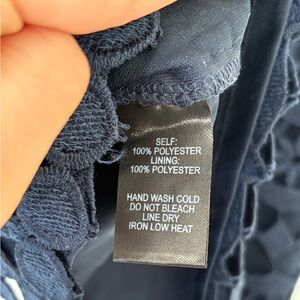 SELF:
100% POLYESTER
LINING:
100% POLYESTER
HAND WASH COLD
DO NOT BLEACH
LINE DRY
IRON LOW HEAT